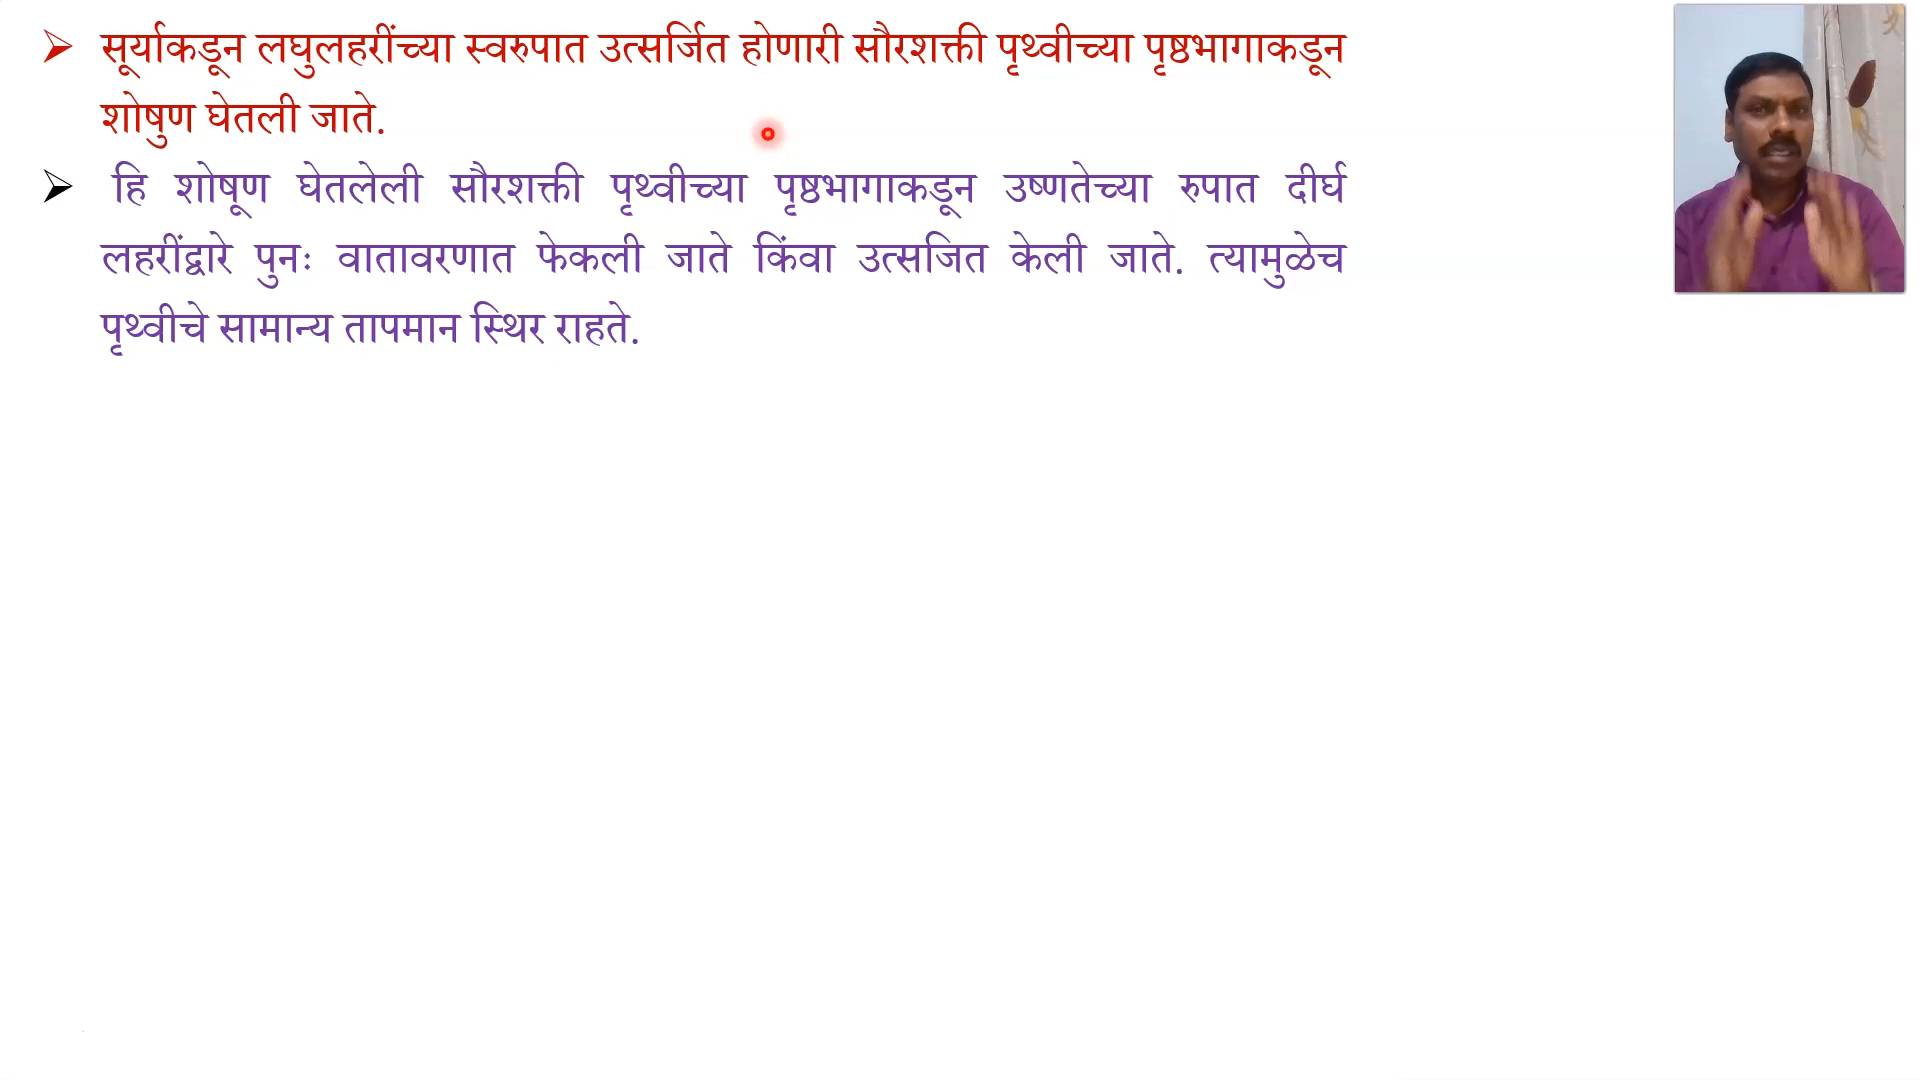 सूर्याकडून लघुलहरींच्या स्वरुपात उत्सर्जित होणारी सौरशक्ती पृथ्वीच्या पृष्ठभागाकडून
शोषुण घेतली जाते.
हि शोषूण घेतलेली सौरशक्ती पृथ्वीच्या पृष्ठभागाकडून उष्णतेच्या रुपात दीर्घ
लहरींद्वारे पुनः वातावरणात फेकली जाते किंवा उत्सजित केली जाते. त्यामुळेच
पृथ्वीचे सामान्य तापमान स्थिर राहते.